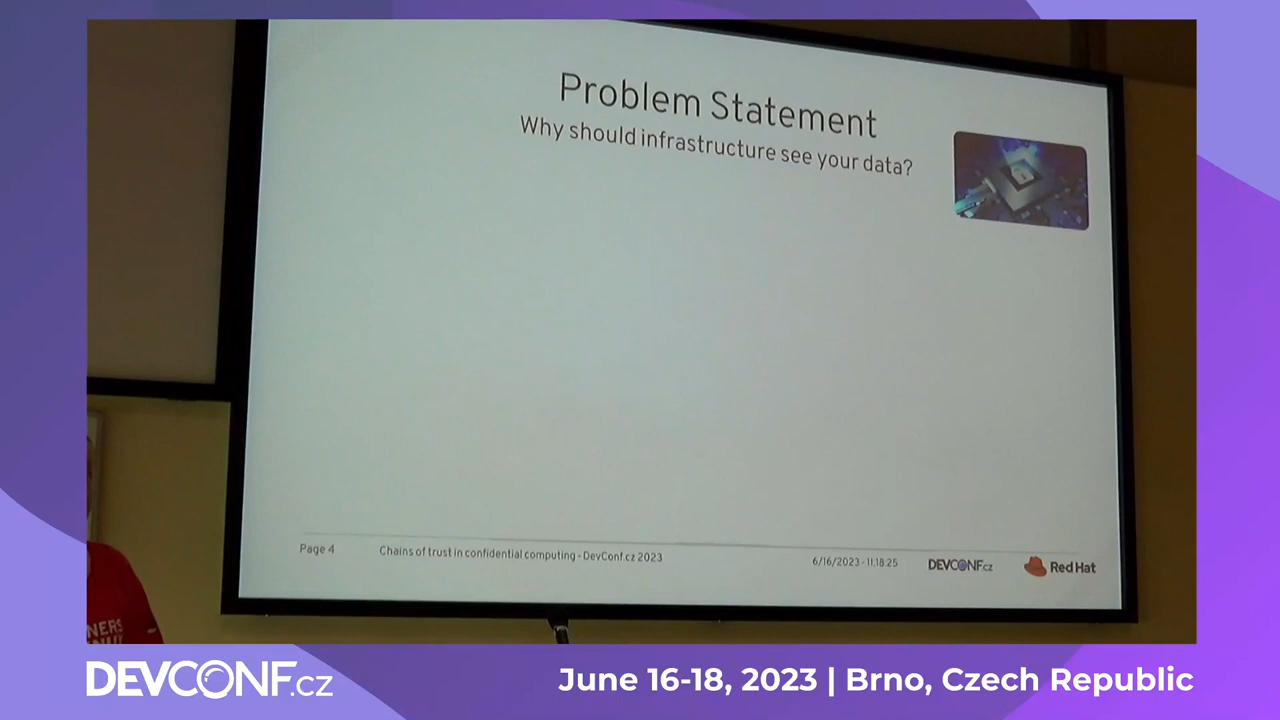 Problem Statement
Why should infrastructure see your data?
Page 4
Chains of trust in confidential computing - DevConf.cz 2023
6/16/2023 - 11:18:25
DEVCONF.cz
Red Hat
NERS
DEVCONF.cz
June 16-18, 2023 | Brno, Czech Republic